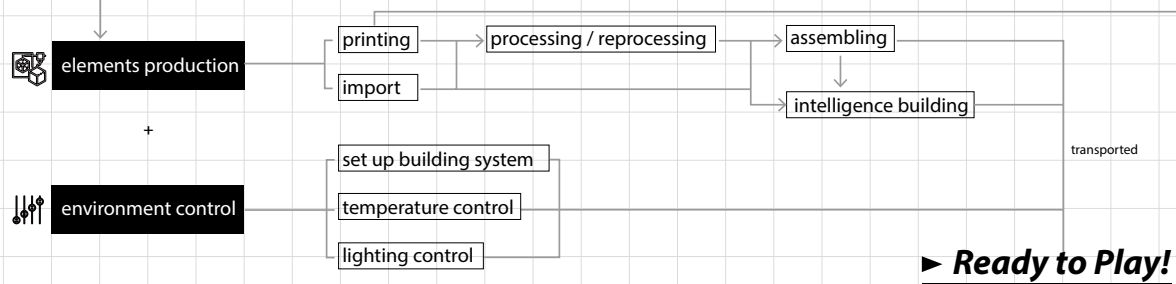 printing
processing / reprocessing
assembling
elements production
import
intelligence building
+
transported
set up building system
environment control
temperature control
lighting control
► Ready to Play!